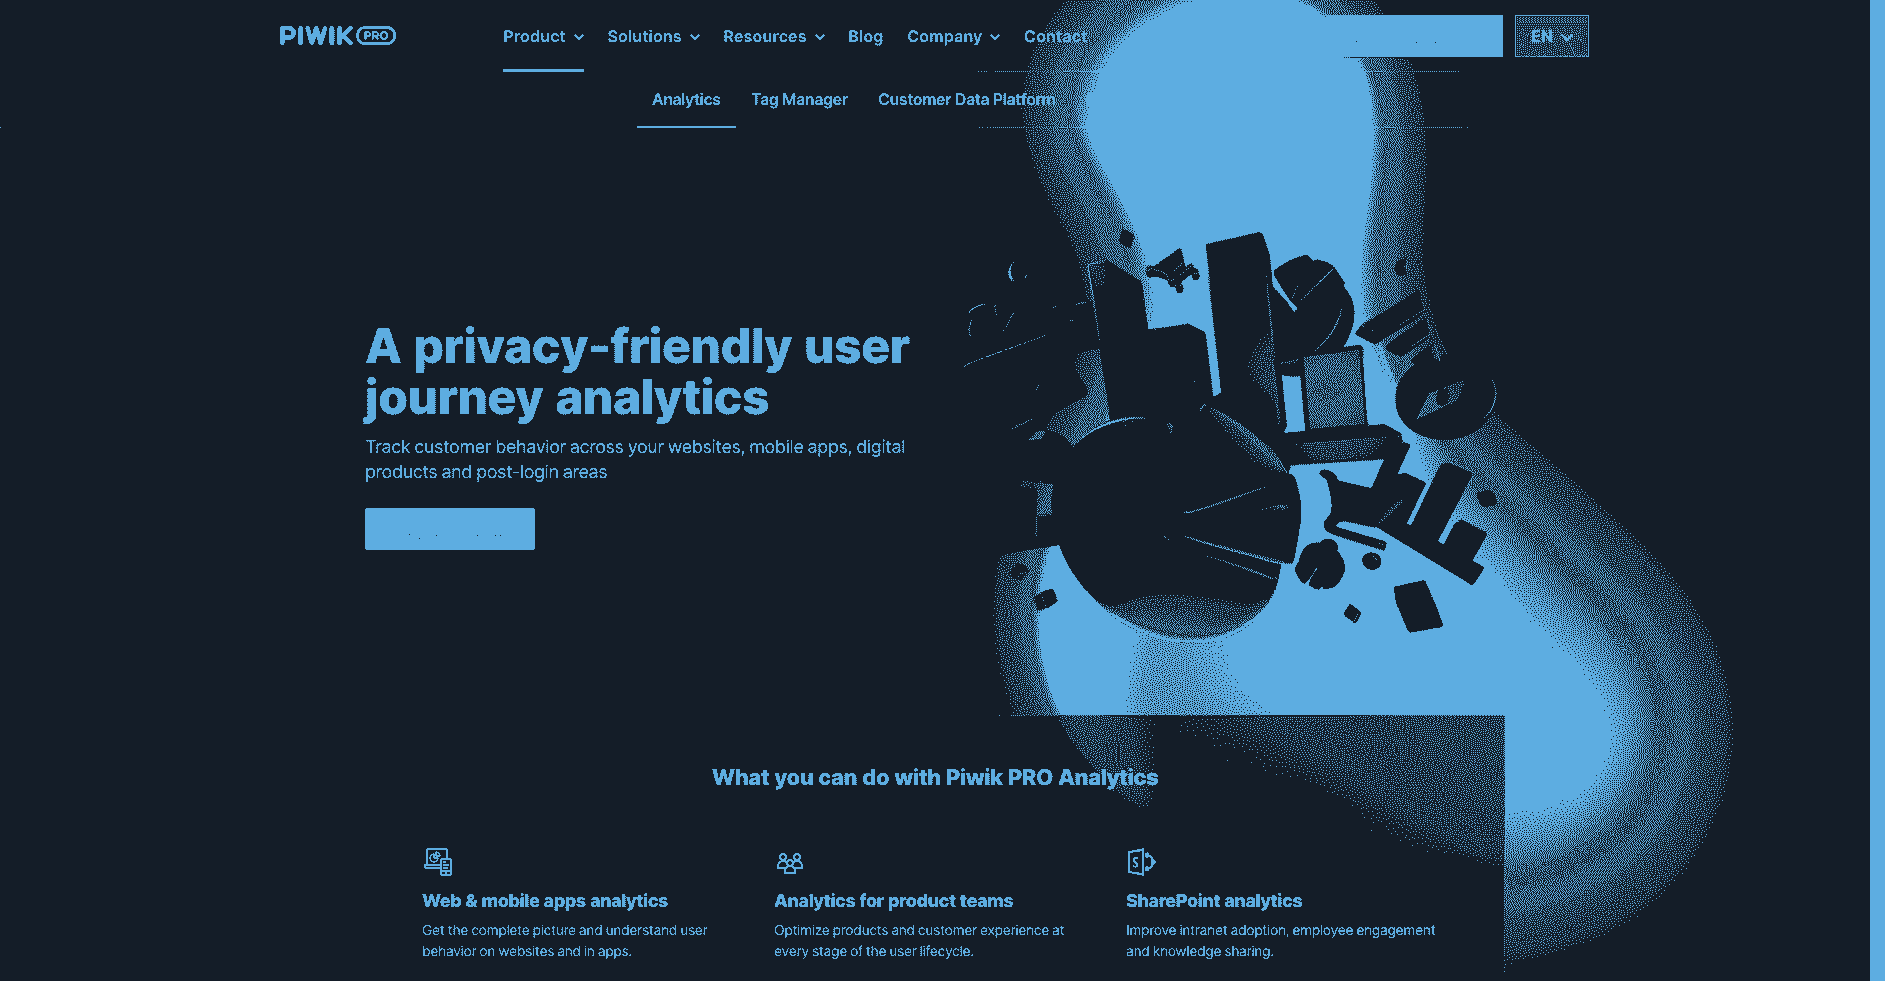 PIWIK PRO
Product Solutions Resources Blog Company Contact EN
Analytics Tag Manager Customer Data Platform
A privacy-friendly user
journey analytics
Track customer behavior across your websites, mobile apps, digital
products and post-login areas
What you can do with Piwik PRO Analytics
S
Web & mobile apps analytics
Get the complete picture and understand user
behavior on websites and in apps.
Analytics for product teams
Optimize products and customer experience at
every stage of the user lifecycle.
SharePoint analytics
Improve intranet adoption, employee engagement
and knowledge sharing.